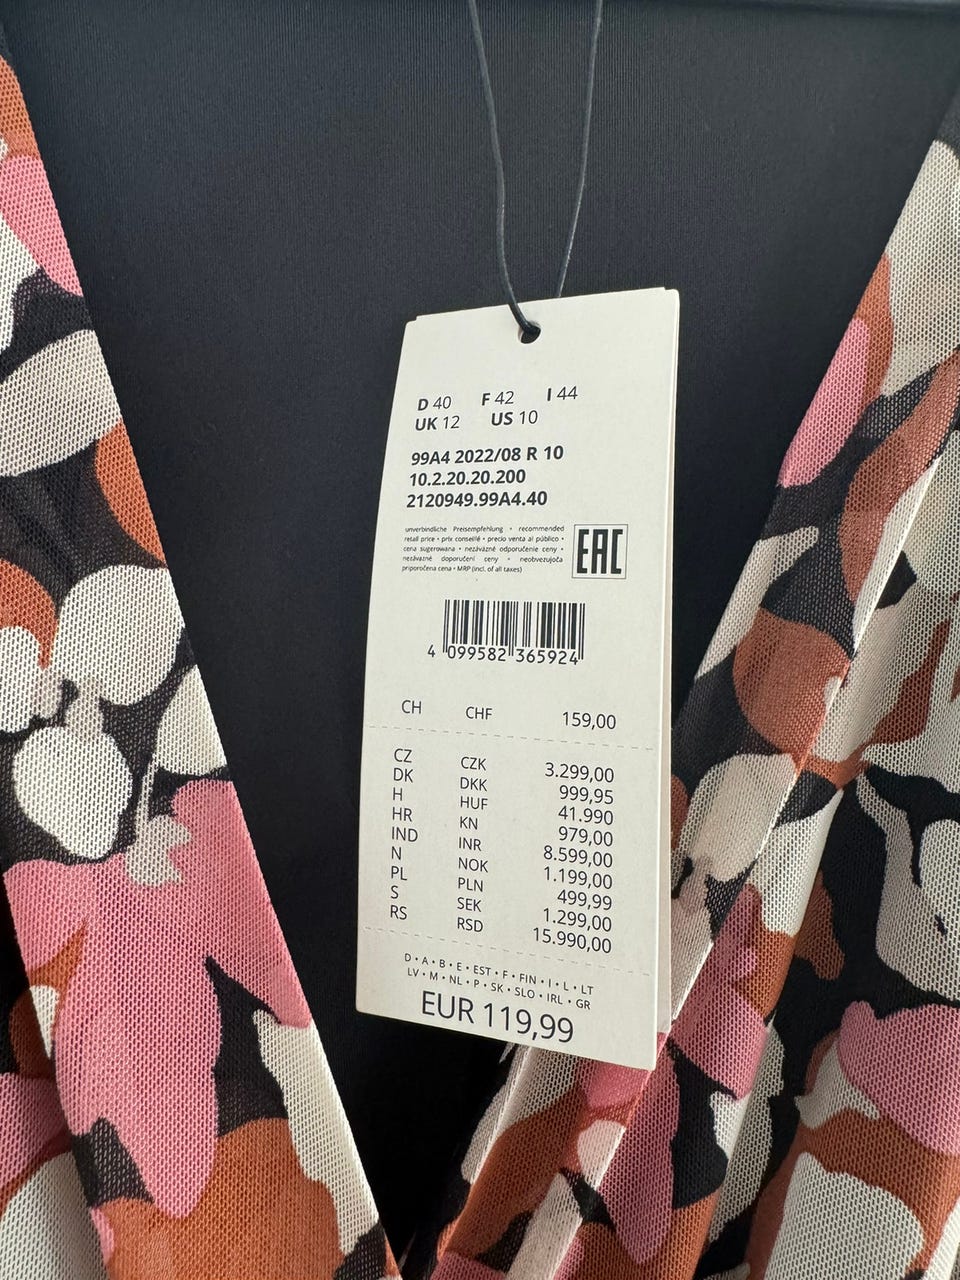 D 40 F 42 I 44
UK 12 US 10
99A4 2022/08 R 10
10.2.20.20.200
2120949.99A4.40
unverbindliche Preisempfehlung • recommended
retail price • prix conseillé • precio venta al público •
cena sugerowana • nezávázné odporučenie ceny •
nezávazné doporučení ceny • neobvezujoča
priporočena cena • MRP (incl. of all taxes)
EAC
4 099582 365924
CH CHF 159,00
CZ CZK 3.299,00
DK DKK 999,95
H HUF 41.990
HR KN 979,00
IND INR 8.599,00
N NOK 1.199,00
PL PLN 499,99
S SEK 1.299,00
RS RSD 15.990,00
D • A • B • E • EST • F • FIN • I • L • LT
LV • M • NL • P • SK • SLO • IRL • GR
EUR 119,99